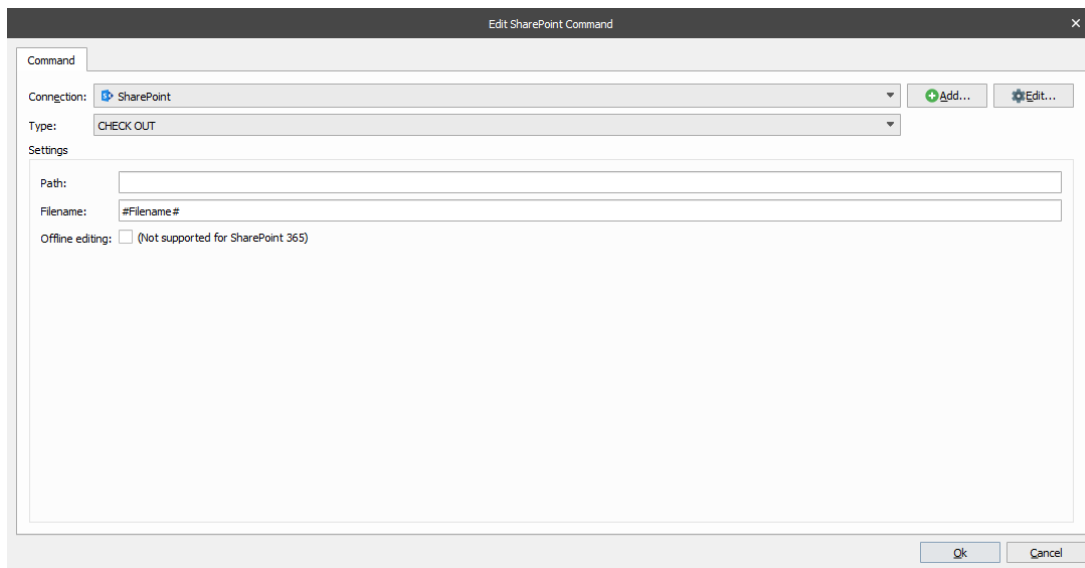 Edit SharePoint Command
Command
Connection: SharePoint Add... Edit...
Type: CHECK OUT
Settings
Path:
Filename: #Filename#
Offline editing: (Not supported for SharePoint 365)
Ok Cancel